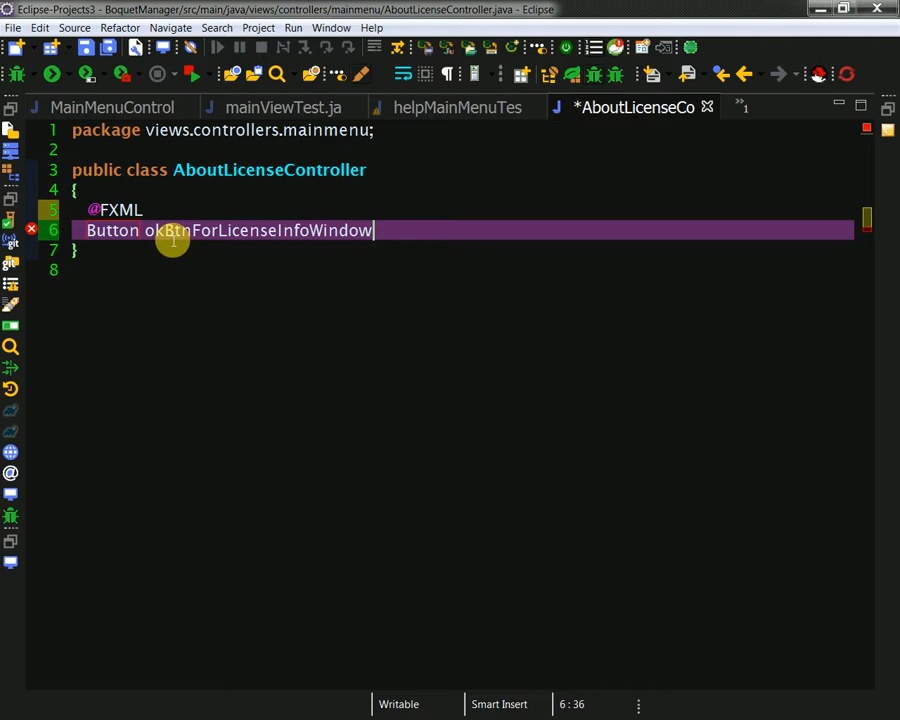 Eclipse-Projects3 - BoquetManager/src/main/java/views/controllers/mainmenu/AboutLicenseController.java - Eclipse
File Edit Source Refactor Navigate Search Project Run Window Help
MainMenuControl mainViewTest.ja helpMainMenuTes *AboutLicenseCo »1
1 package views.controllers.mainmenu;
2
3 public class AboutLicenseController
4 {
5 @FXML
6 Button okBtnForLicenseInfoWindow
7 }
8
Writable Smart Insert 6 : 36